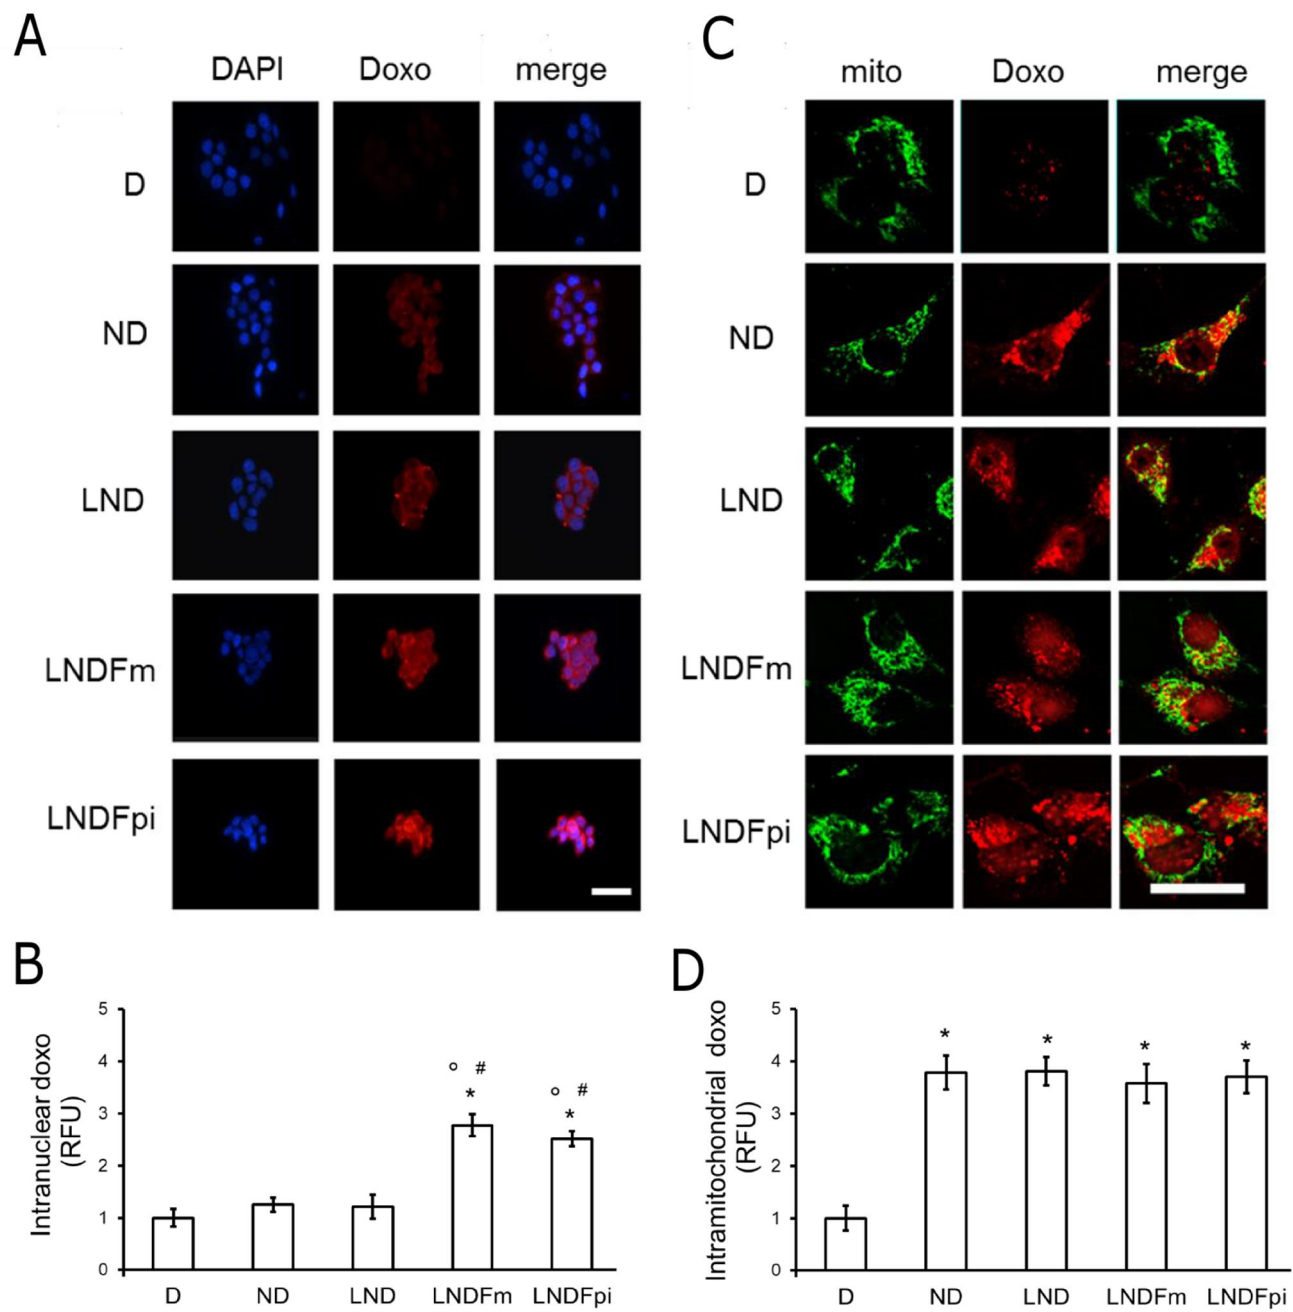 A
DAPI Doxo merge
D
ND
LND
LNDFm
LNDFpi
C
mito Doxo merge
D
ND
LND
LNDFm
LNDFpi
B
Intranuclear doxo
(RFU)
5
4
3
2
1
0
° #
*
° #
*
D ND LND LNDFm LNDFpi
D
Intramitochondrial doxo
(RFU)
5
4
3
2
1
0
* * * *
D ND LND LNDFm LNDFpi